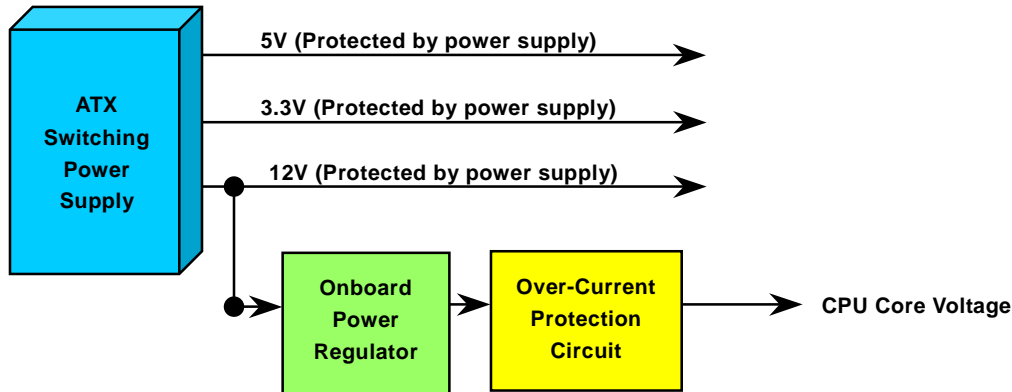 5V (Protected by power supply)
3.3V (Protected by power supply)
12V (Protected by power supply)
ATX
Switching
Power
Supply
Onboard
Power
Regulator
Over-Current
Protection
Circuit
CPU Core Voltage